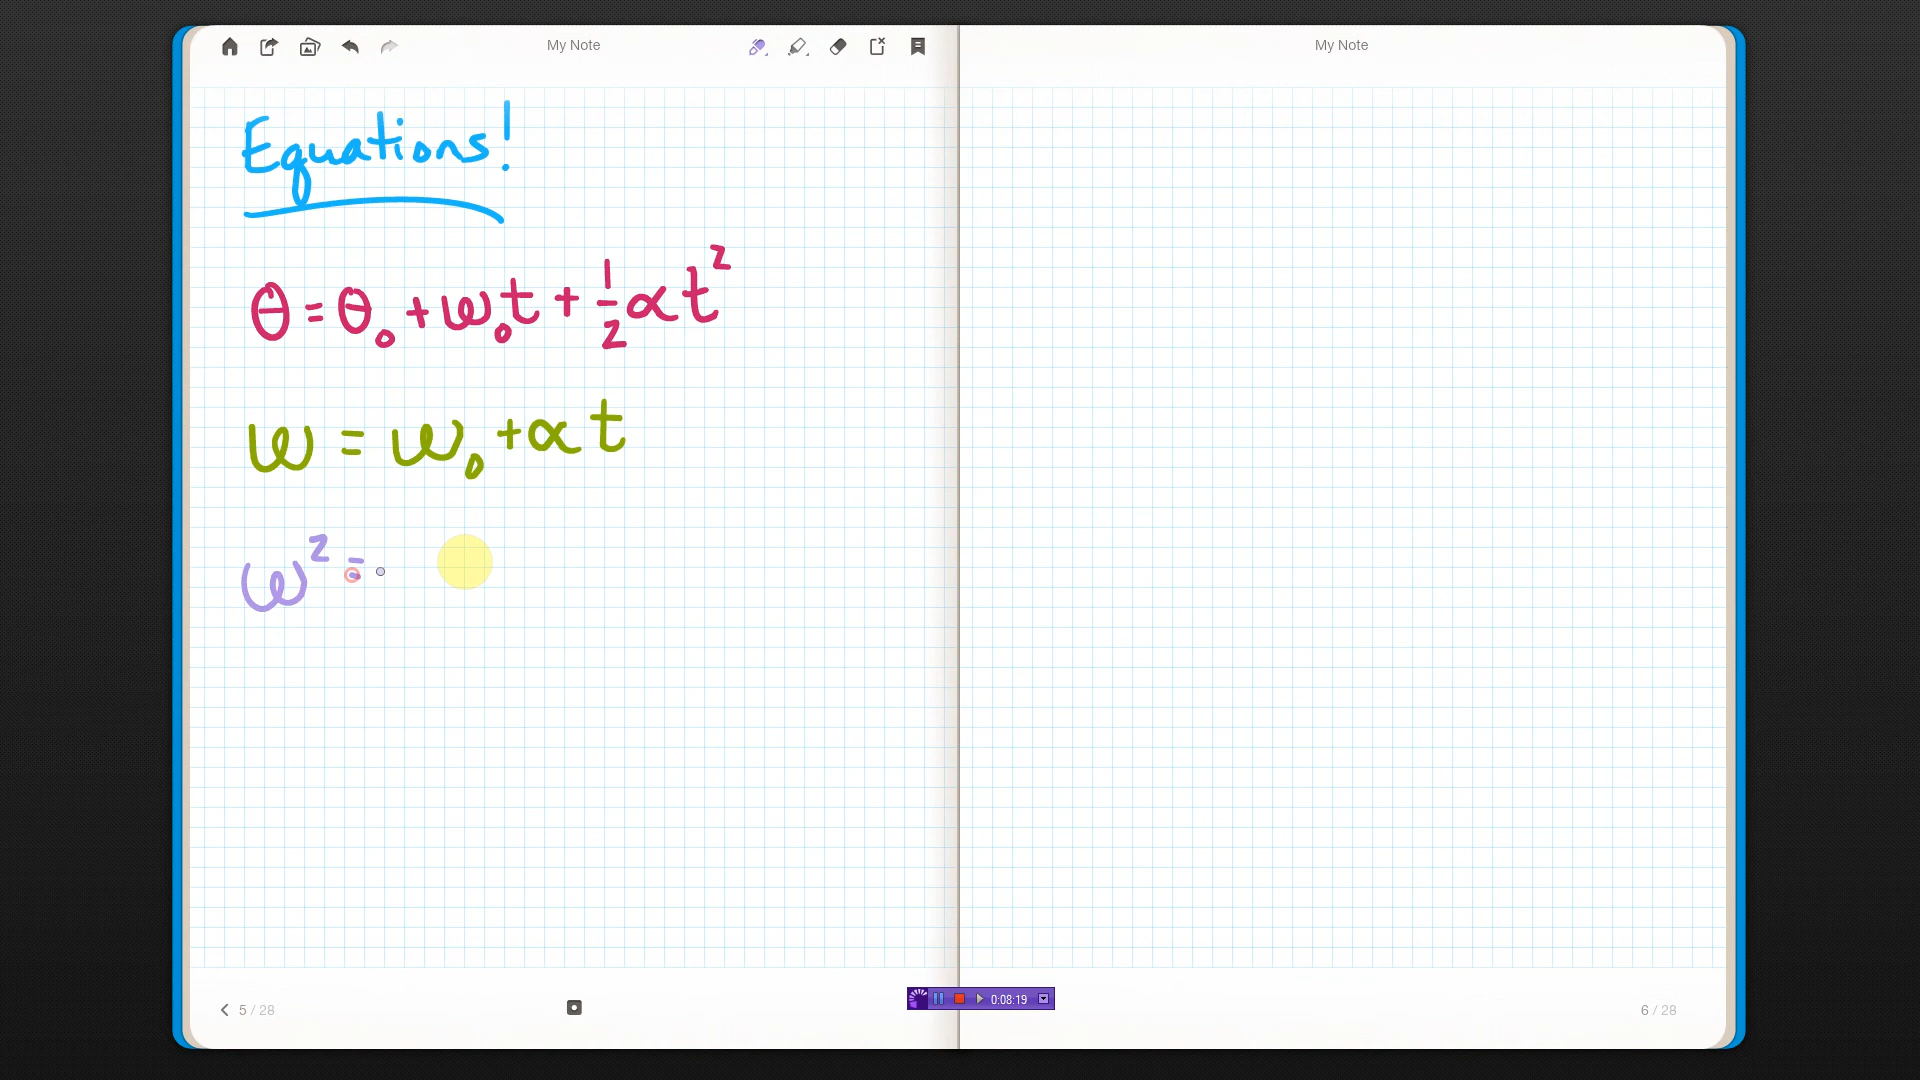 My Note
My Note
Equations!
θ = θ₀ + ω₀t + ½αt²
ω = ω₀ + αt
ω² =
5 / 28
0:08:19
6 / 28